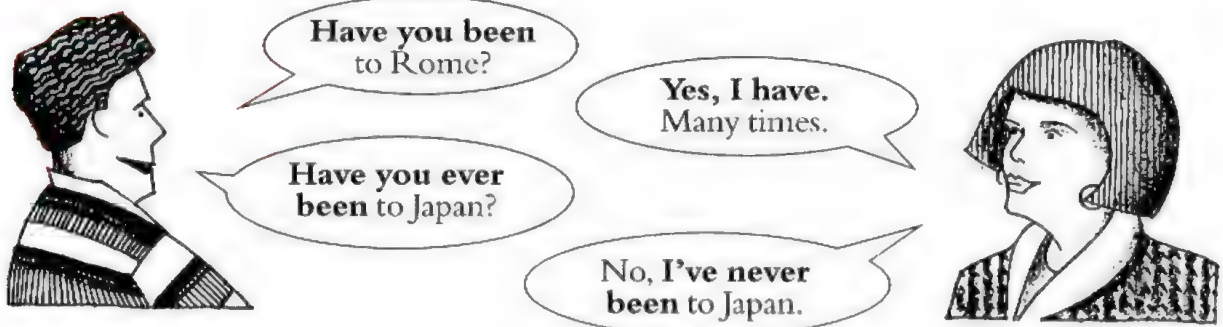 Have you been
to Rome?
Yes, I have.
Many times.
Have you ever
been to Japan?
No, I've never
been to Japan.